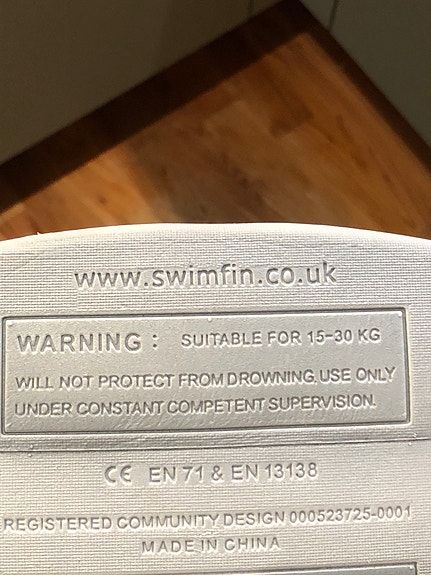 www.swimfin.co.uk
WARNING: SUITABLE FOR 15-30 KG
WILL NOT PROTECT FROM DROWNING. USE ONLY
UNDER CONSTANT COMPETENT SUPERVISION.
CE EN 71 & EN 13138
REGISTERED COMMUNITY DESIGN 000523725-0001
MADE IN CHINA